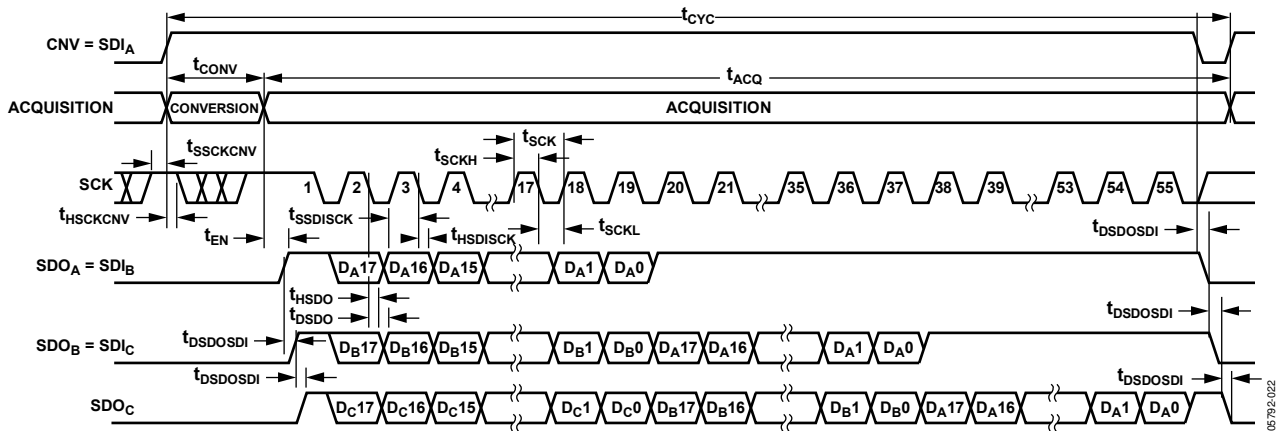 tCYC
CNV = SDIA
tCONV
tACQ
ACQUISITION CONVERSION ACQUISITION
tSCK
tSSCKCNV
tSCKH
SCK 1 2 3 4 17 18 19 20 21 35 36 37 38 39 53 54 55
tHSCKCNV
tSSDISCK
tHSDISCK
tSCKL
tEN
tDSDOSDI
SDOA = SDIB DA17 DA16 DA15 DA1 DA0
tHSDO
tDSDO
tDSDOSDI
tDSDOSDI
SDOB = SDIC DB17 DB16 DB15 DB1 DB0 DA17 DA16 DA1 DA0
tDSDOSDI
tDSDOSDI
SDOC DC17 DC16 DC15 DC1 DC0 DB17 DB16 DB1 DB0 DA17 DA16 DA1 DA0
05792-022